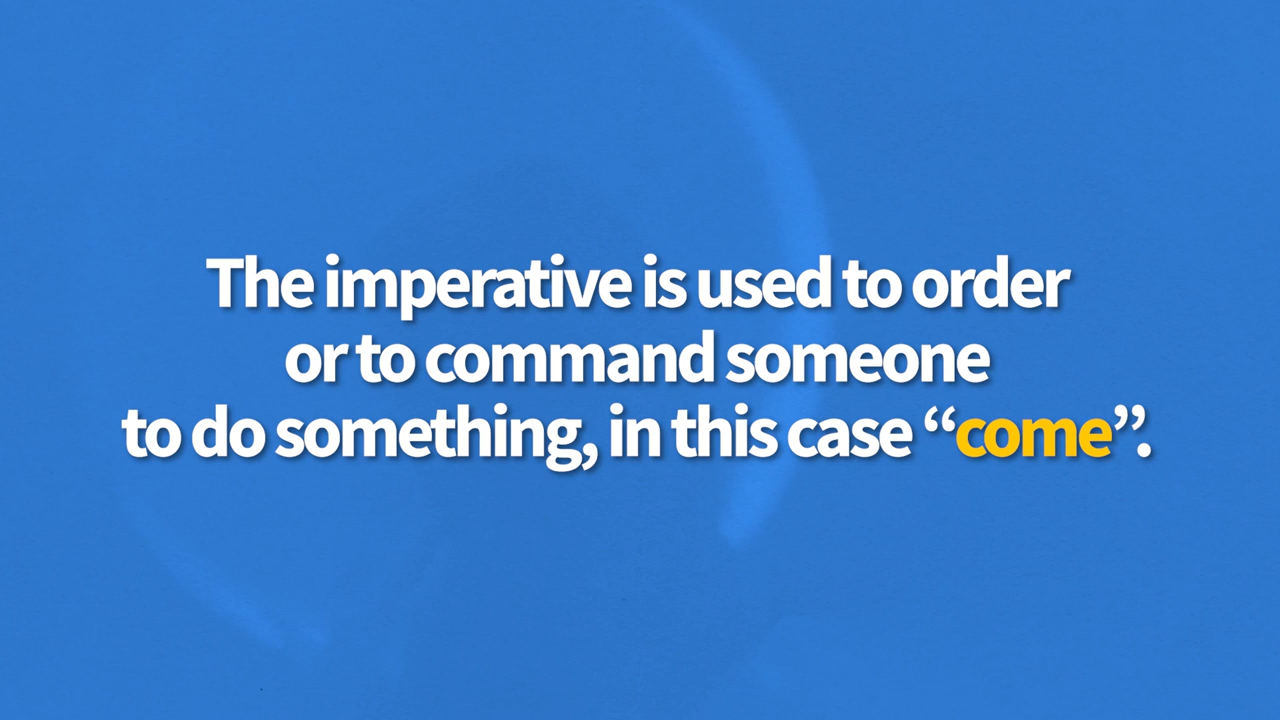 The imperative is used to order
or to command someone
to do something, in this case “come”.